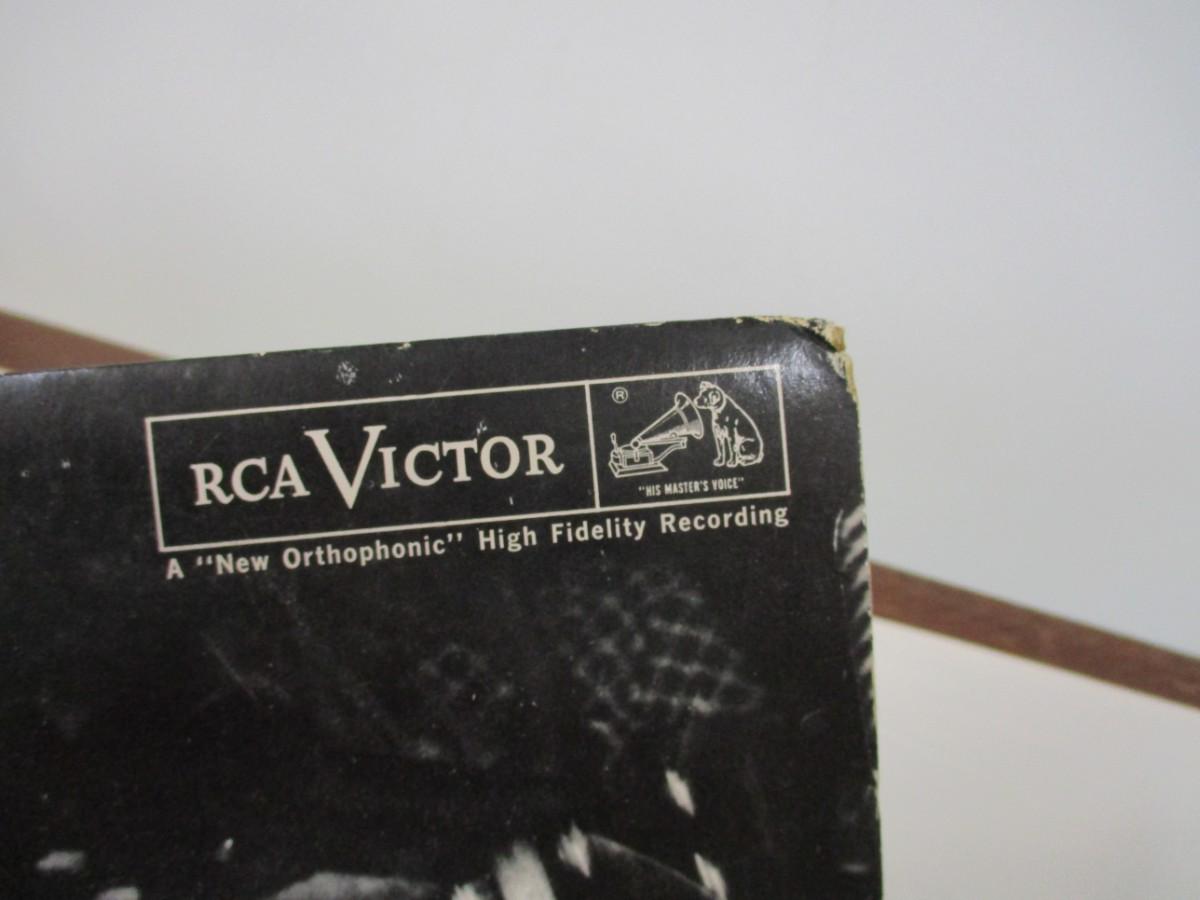 RCA VICTOR
®
"HIS MASTER'S VOICE"
A "New Orthophonic" High Fidelity Recording